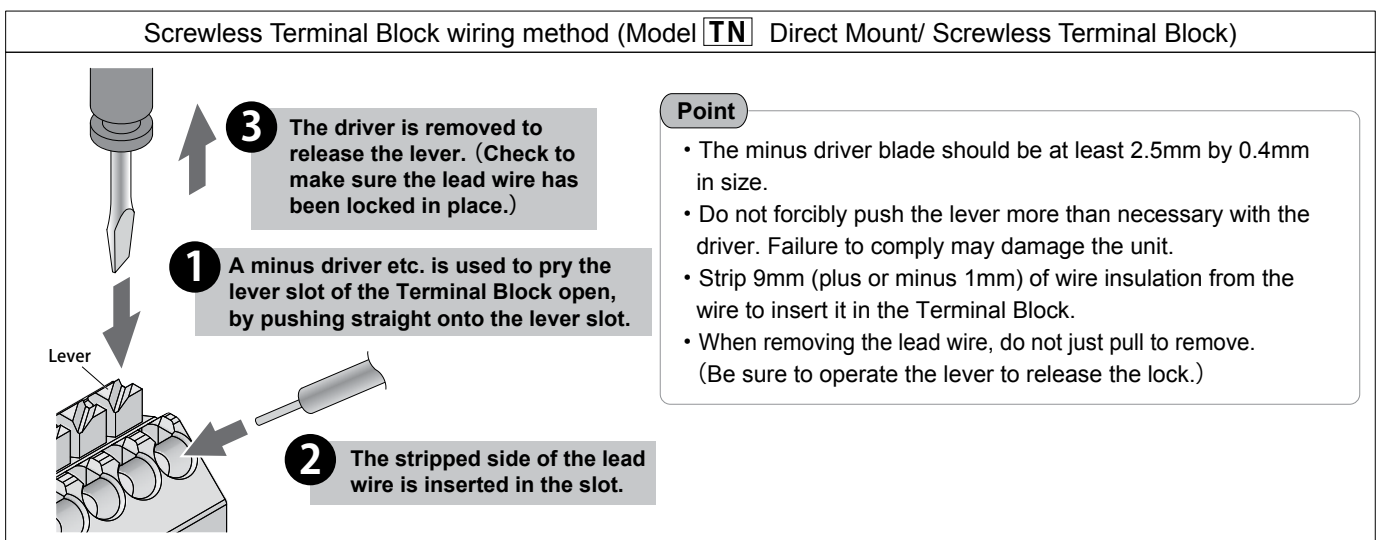 Screwless Terminal Block wiring method (Model TN Direct Mount/ Screwless Terminal Block)
3 The driver is removed to
release the lever.（Check to
make sure the lead wire has
been locked in place.）
1 A minus driver etc. is used to pry the
lever slot of the Terminal Block open,
by pushing straight onto the lever slot.
Lever
2 The stripped side of the lead
wire is inserted in the slot.
Point
・The minus driver blade should be at least 2.5mm by 0.4mm
in size.
・Do not forcibly push the lever more than necessary with the
driver. Failure to comply may damage the unit.
・Strip 9mm (plus or minus 1mm) of wire insulation from the
wire to insert it in the Terminal Block.
・When removing the lead wire, do not just pull to remove.
（Be sure to operate the lever to release the lock.）